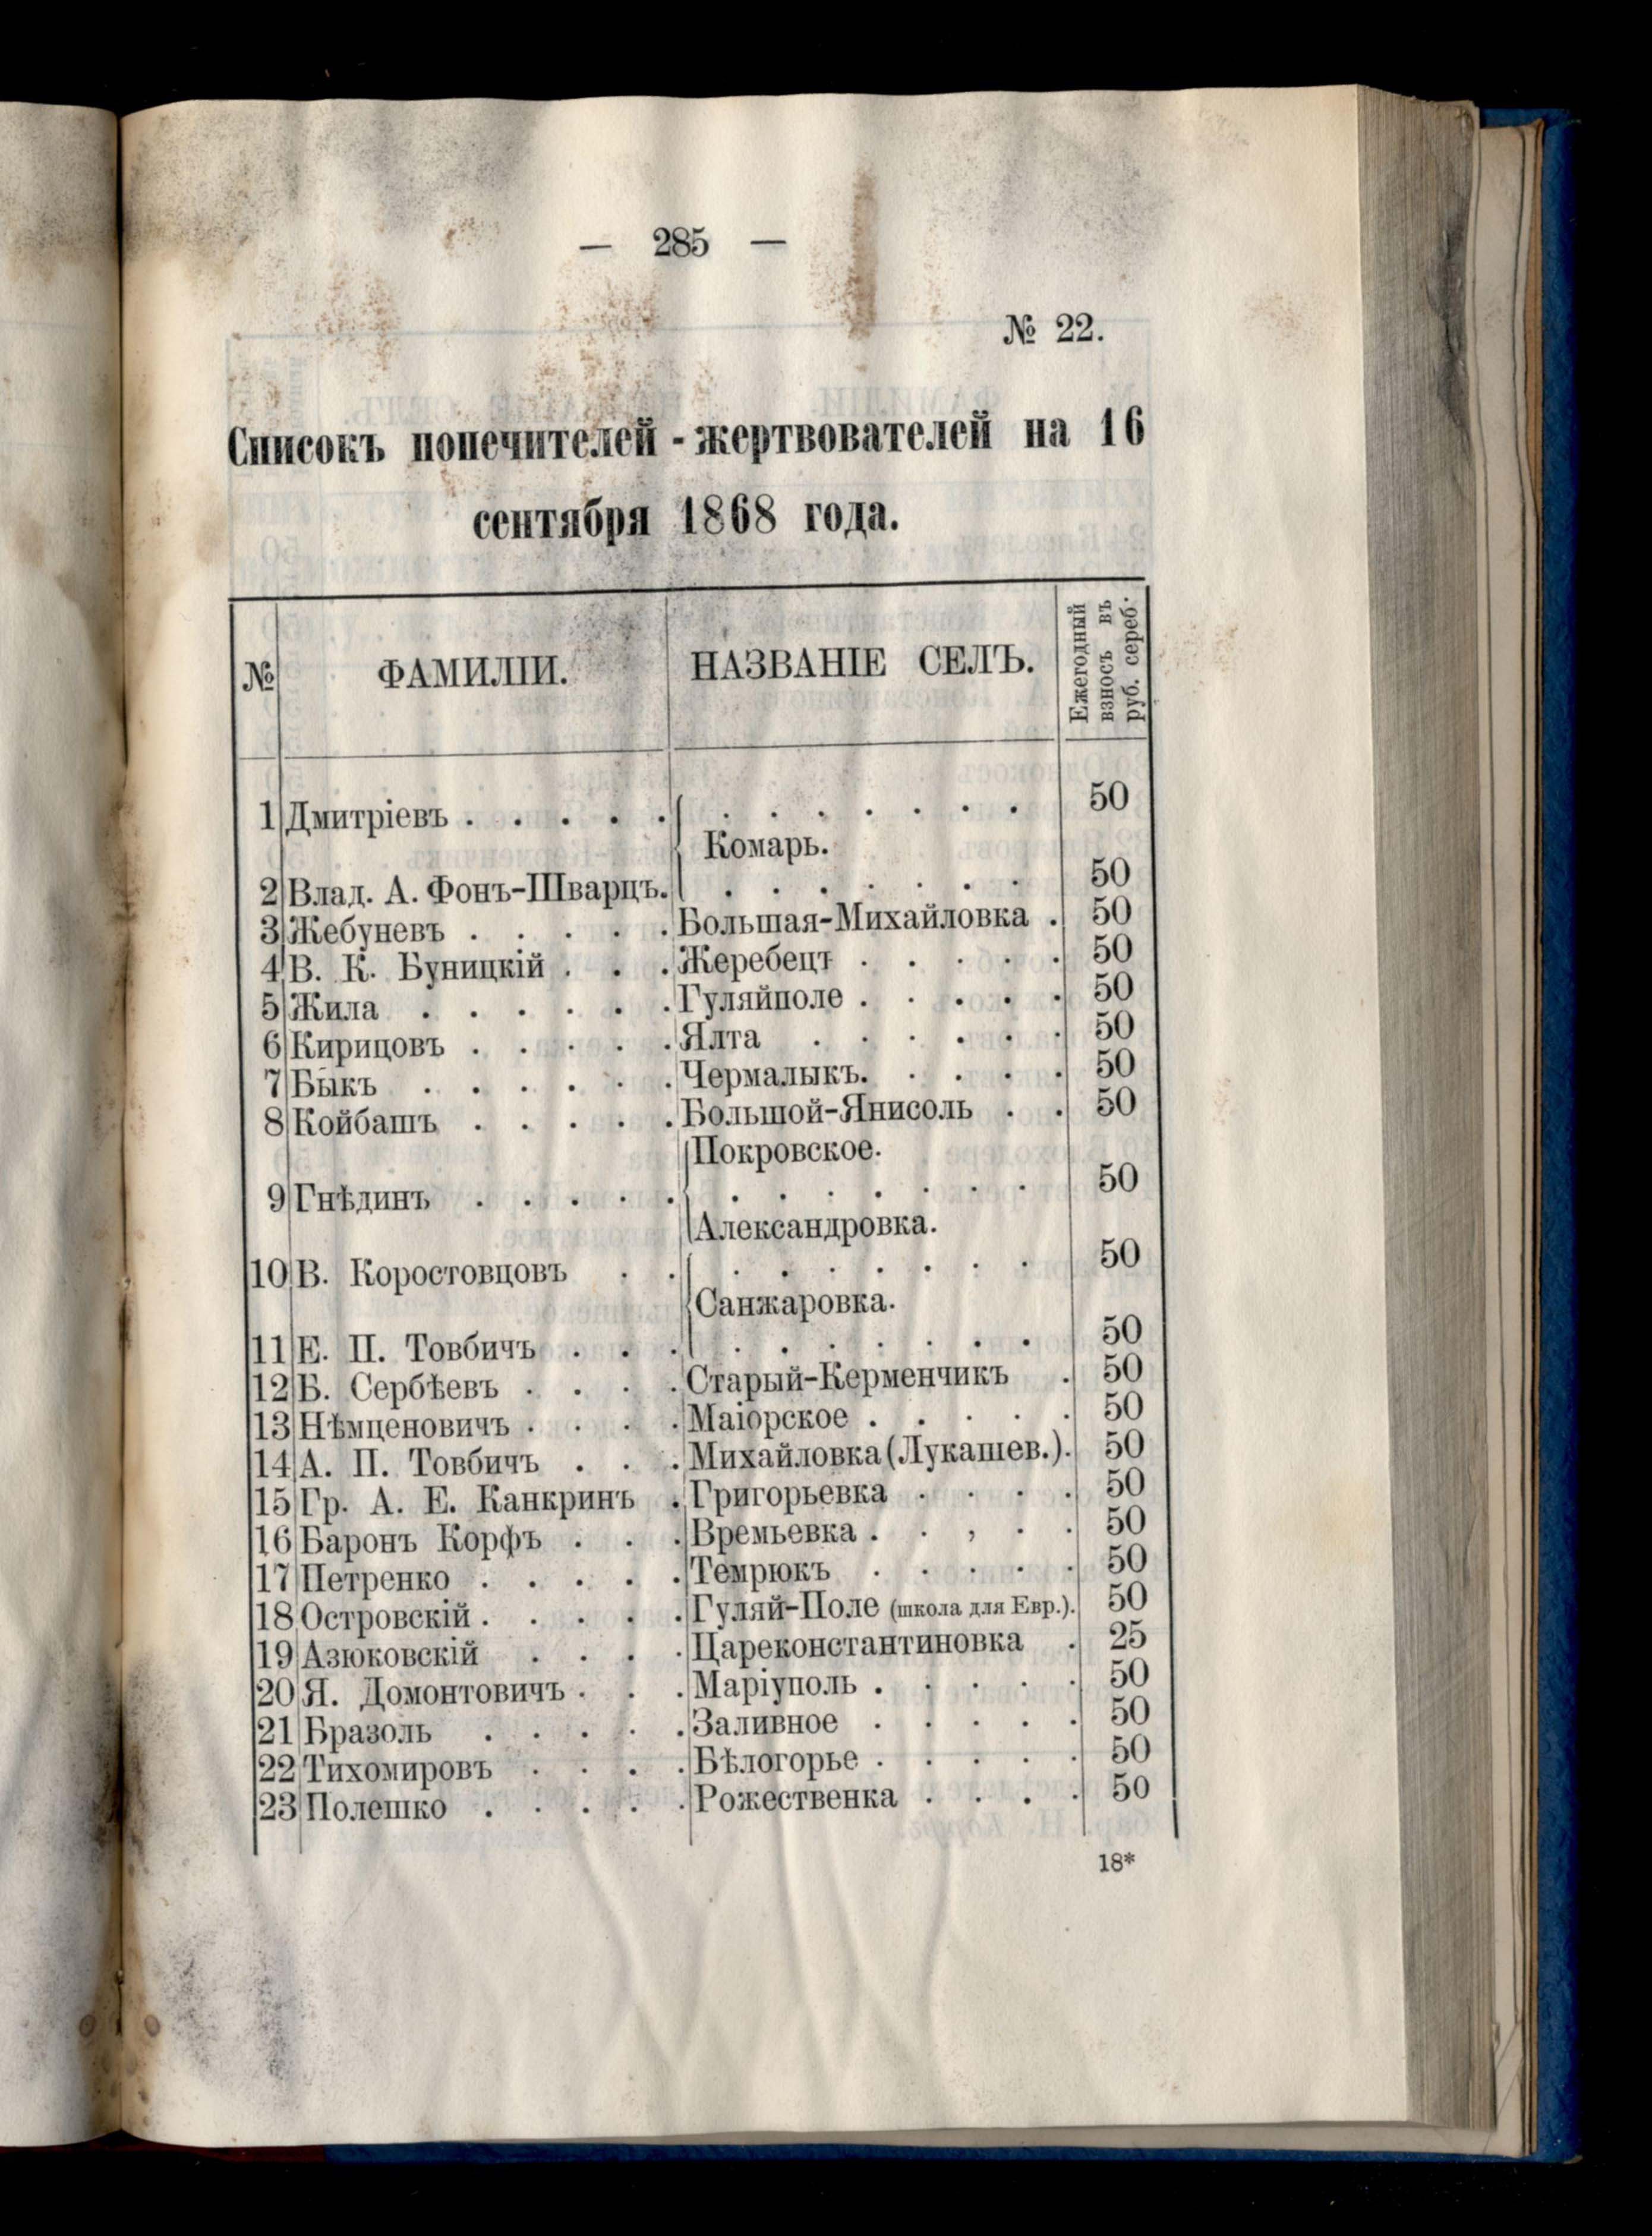 — 285 —
№ 22.
Списокъ попечителей - жертвователей на 16
сентября 1868 года.
№ ФАМИЛІИ. НАЗВАНІЕ СЕЛЪ. Ежегодный взносъ въ руб. сереб.
1 Дмитріевъ . . . . . . . . . . . . 50
Комарь.
2 Влад. А. Фонъ-Шварцъ. . . . . . . . 50
3 Жебуневъ . . . . . Большая-Михайловка . 50
4 В. К. Буницкій . . . Жеребецт . . . . . 50
5 Жила . . . . . . Гуляйполе . . . . . 50
6 Кирицовъ . . . . . Ялта . . . . . . 50
7 Быкъ . . . . . . Чермалыкъ. . . . . 50
8 Койбашъ . . . . . Большой-Янисоль . . 50
Покровское.
9 Гнѣдинъ . . . . . . . . . . . . 50
Александровка.
10 В. Коростовцовъ . . . . . . . . . 50
Санжаровка.
11 Е. П. Товбичъ . . . . . . . . . . 50
12 Б. Сербѣевъ . . . . Старый-Керменчикъ . 50
13 Нѣмценовичъ . . . . Маіорское . . . . . 50
14 А. П. Товбичъ . . . Михайловка (Лукашев.). 50
15 Гр. А. Е. Канкринъ . Григорьевка . . . . 50
16 Баронъ Корфъ . . . Времьевка . . , . . 50
17 Петренко . . . . . Темрюкъ . . . . . 50
18 Островскій . . . . . Гуляй-Поле (школа для Евр.). 50
19 Азюковскій . . . . Цареконстантиновка . 25
20 Я. Домонтовичъ . . . Маріуполь . . . . . 50
21 Бразоль . . . . . Заливное . . . . . 50
22 Тихомировъ . . . . Бѣлогорье . . . . . 50
23 Полешко . . . . . Рожественка . . . . 50
18*